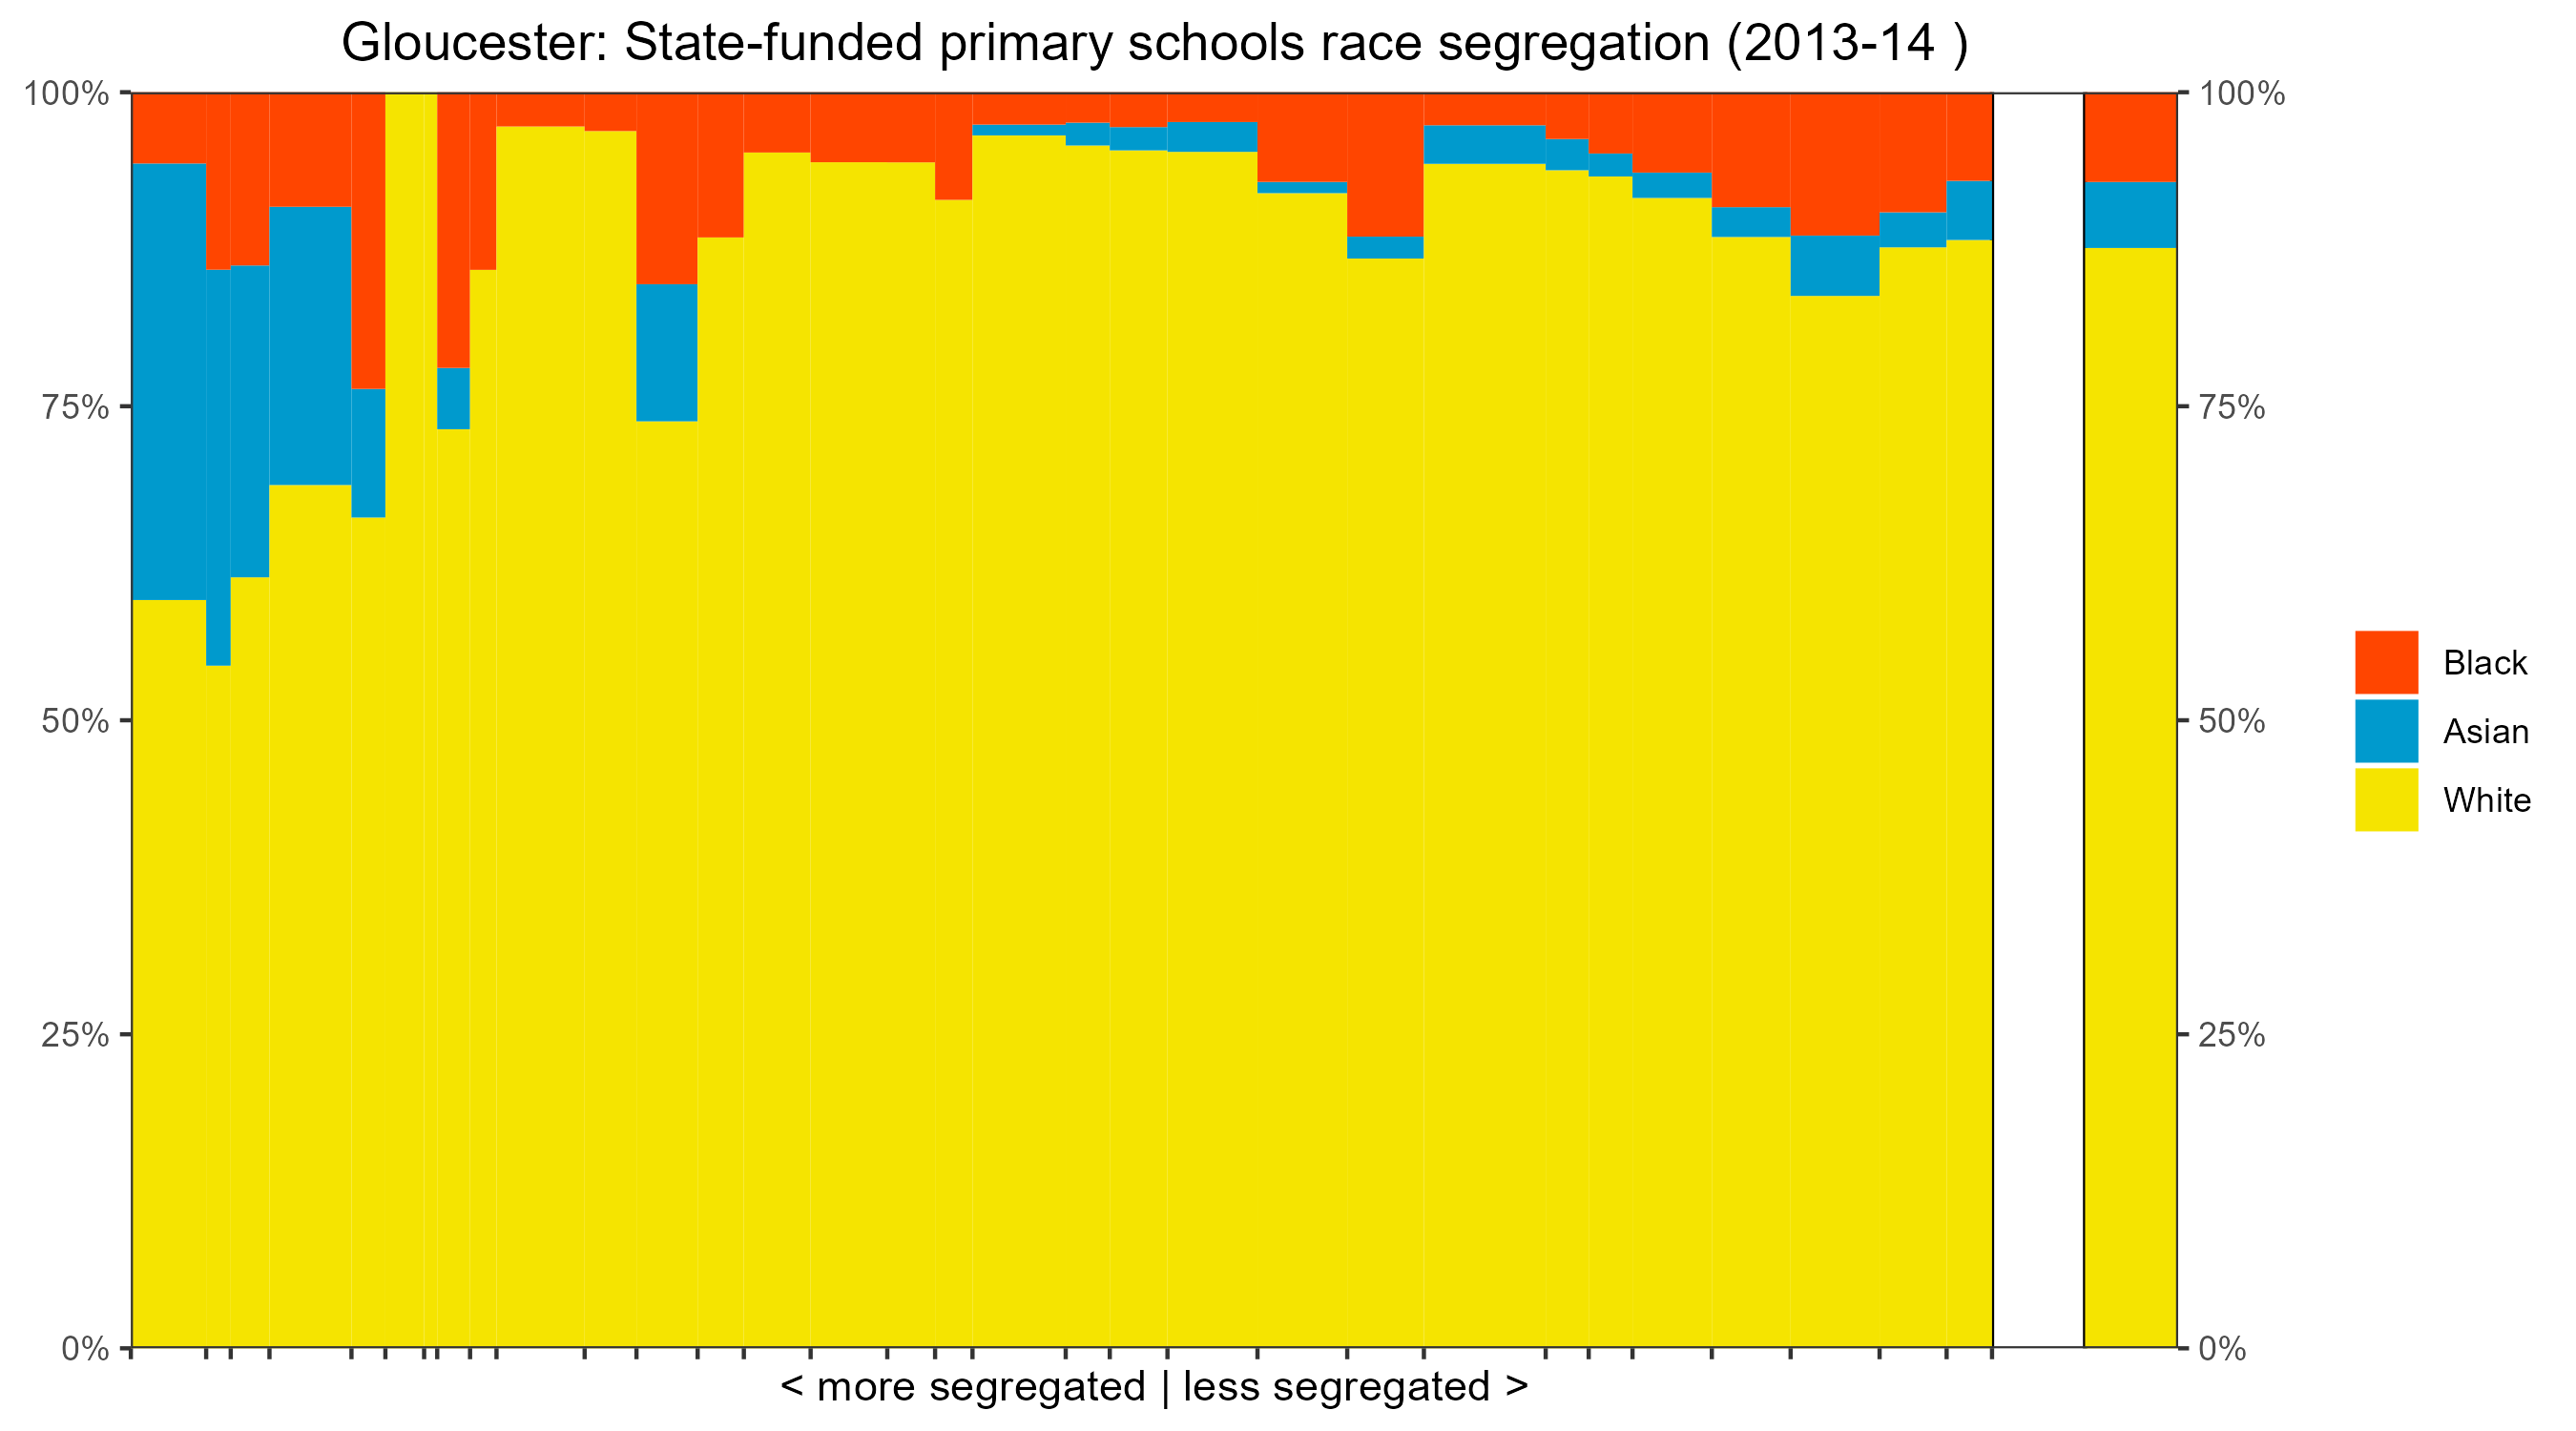 Gloucester: State-funded primary schools race segregation (2013-14 )
100%
75%
50%
25%
0%
100%
75%
50%
25%
0%
Black
Asian
White
< more segregated | less segregated >